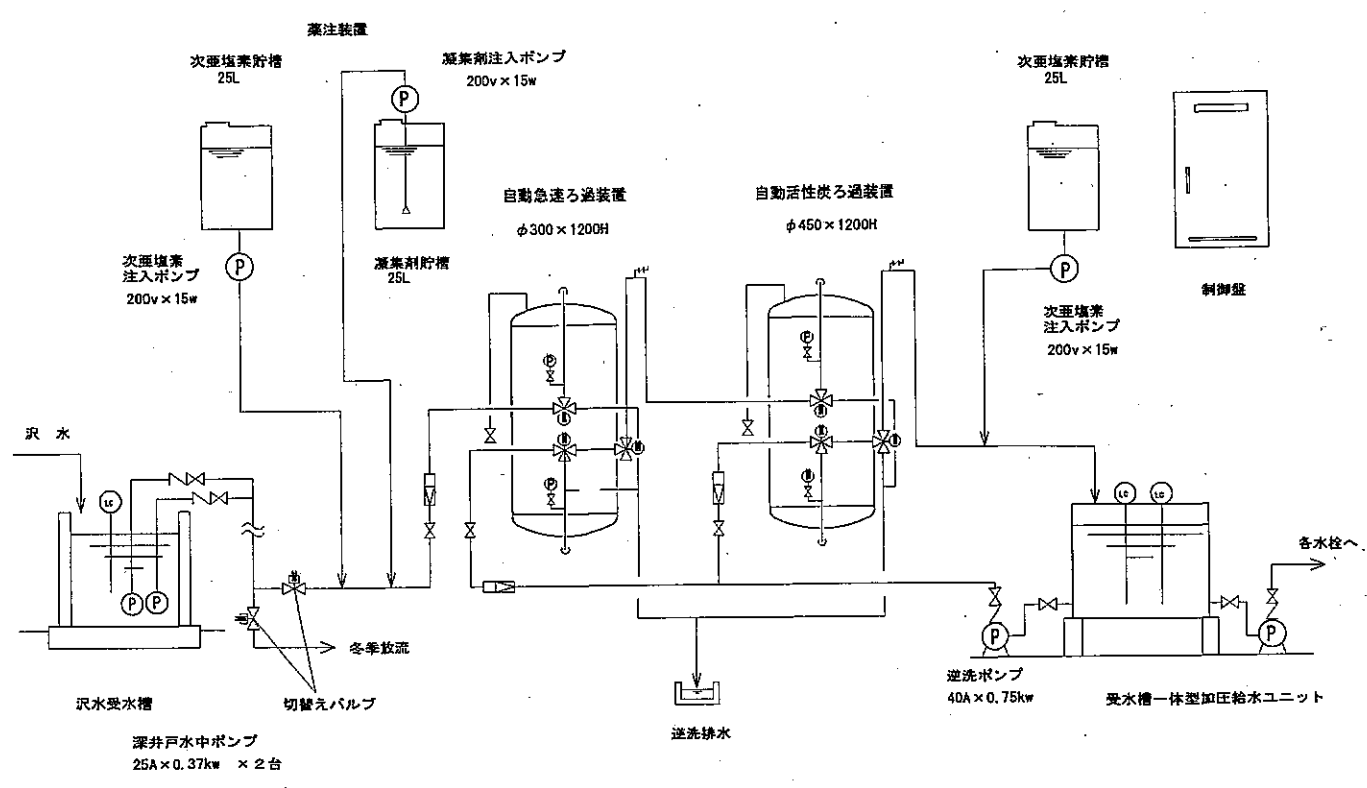 薬注装置
次亜塩素貯槽
25L
凝集剤注入ポンプ
200v×15w
P
次亜塩素貯槽
25L
自動急速ろ過装置
φ300×1200H
自動活性炭ろ過装置
φ450×1200H
次亜塩素
注入ポンプ
200v×15w
P
凝集剤貯槽
25L
P
次亜塩素
注入ポンプ
200v×15w
制御盤
P
M
M
M
P
M
M
M
沢 水
LC
P
P
M
M
冬季放流
沢水受水槽
切替えバルブ
深井戸水中ポンプ
25A×0.37kw ×2台
逆洗排水
P
逆洗ポンプ
40A×0.75kw
LC
LC
P
各水栓へ
受水槽一体型加圧給水ユニット